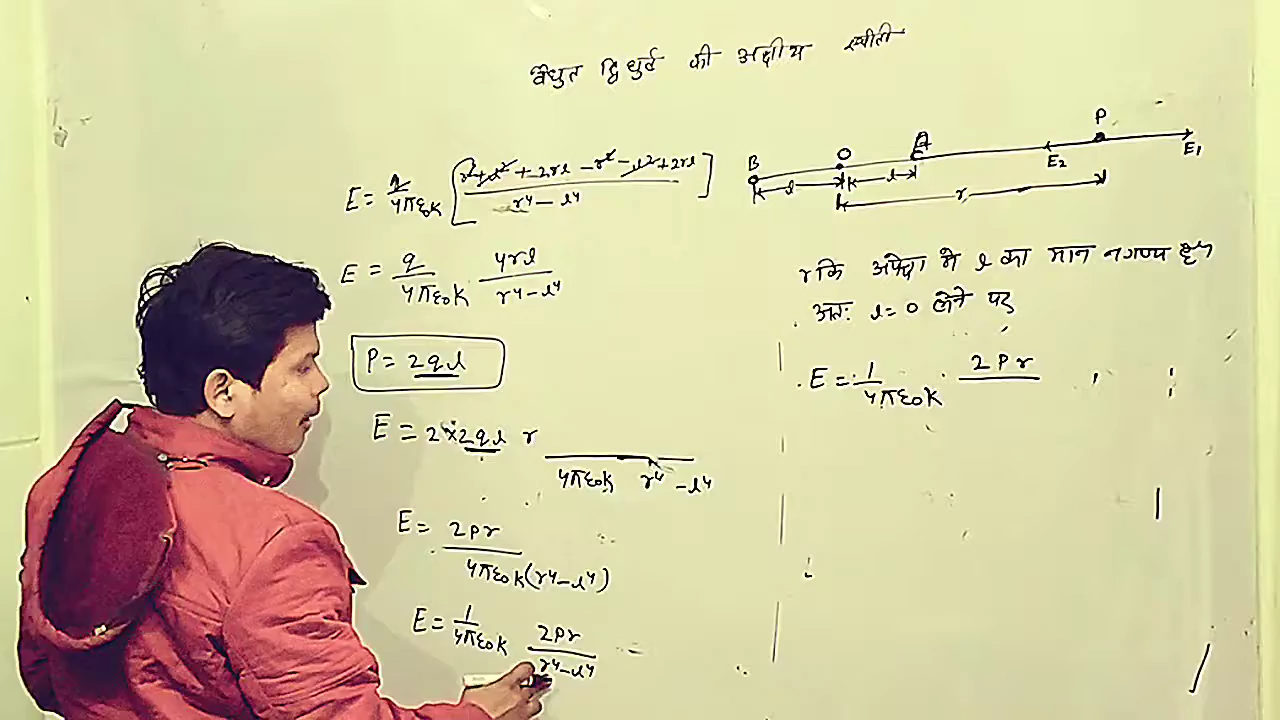 वैधुत द्विधुर्व की अक्षीय स्थीती
E = q/4πε₀k [r²+l²+2rl −r²−l²+2rl / r⁴−l⁴]
E = q/4πε₀k 4rl/r⁴−l⁴
P = 2ql
E = 2×2ql r / 4πε₀k r⁴−l⁴
E = 2Pr / 4πε₀k(r⁴−l⁴)
E = 1/4πε₀k 2Pr/r⁴−l⁴
B O A P
E₂ E₁
l l
r
r कि अपेक्षा मे l का मान नगण्य
अतः l = 0 लेने पर
E = 1/4πε₀k 2Pr